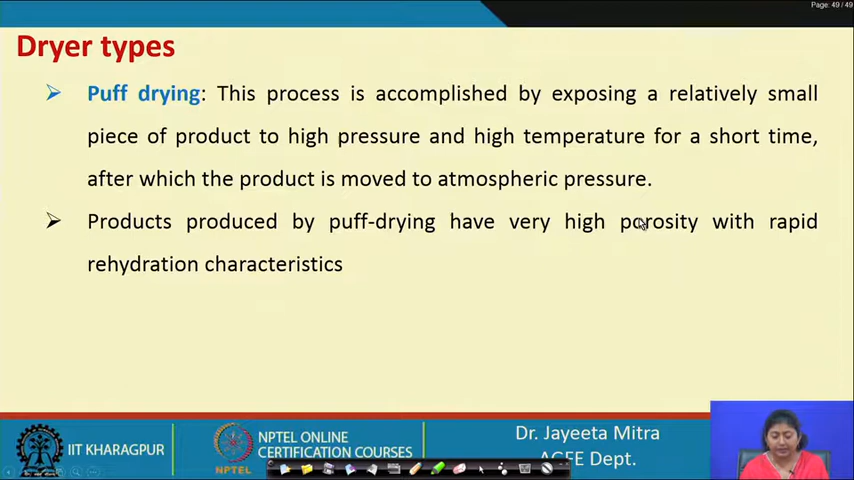 Page: 49 / 49
Dryer types
Puff drying: This process is accomplished by exposing a relatively small
piece of product to high pressure and high temperature for a short time,
after which the product is moved to atmospheric pressure.
Products produced by puff-drying have very high porosity with rapid
rehydration characteristics
IIT KHARAGPUR
NPTEL
NPTEL ONLINE
CERTIFICATION COURSES
Dr. Jayeeta Mitra
AGFE Dept.